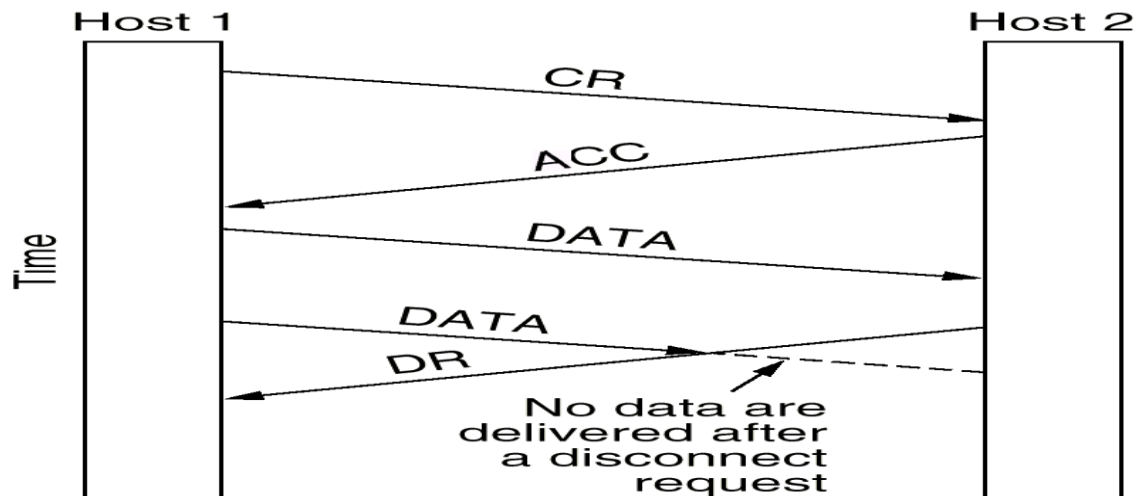 Host 1
Host 2
CR
ACC
DATA
Time
DATA
DR
No data are
delivered after
a disconnect
request